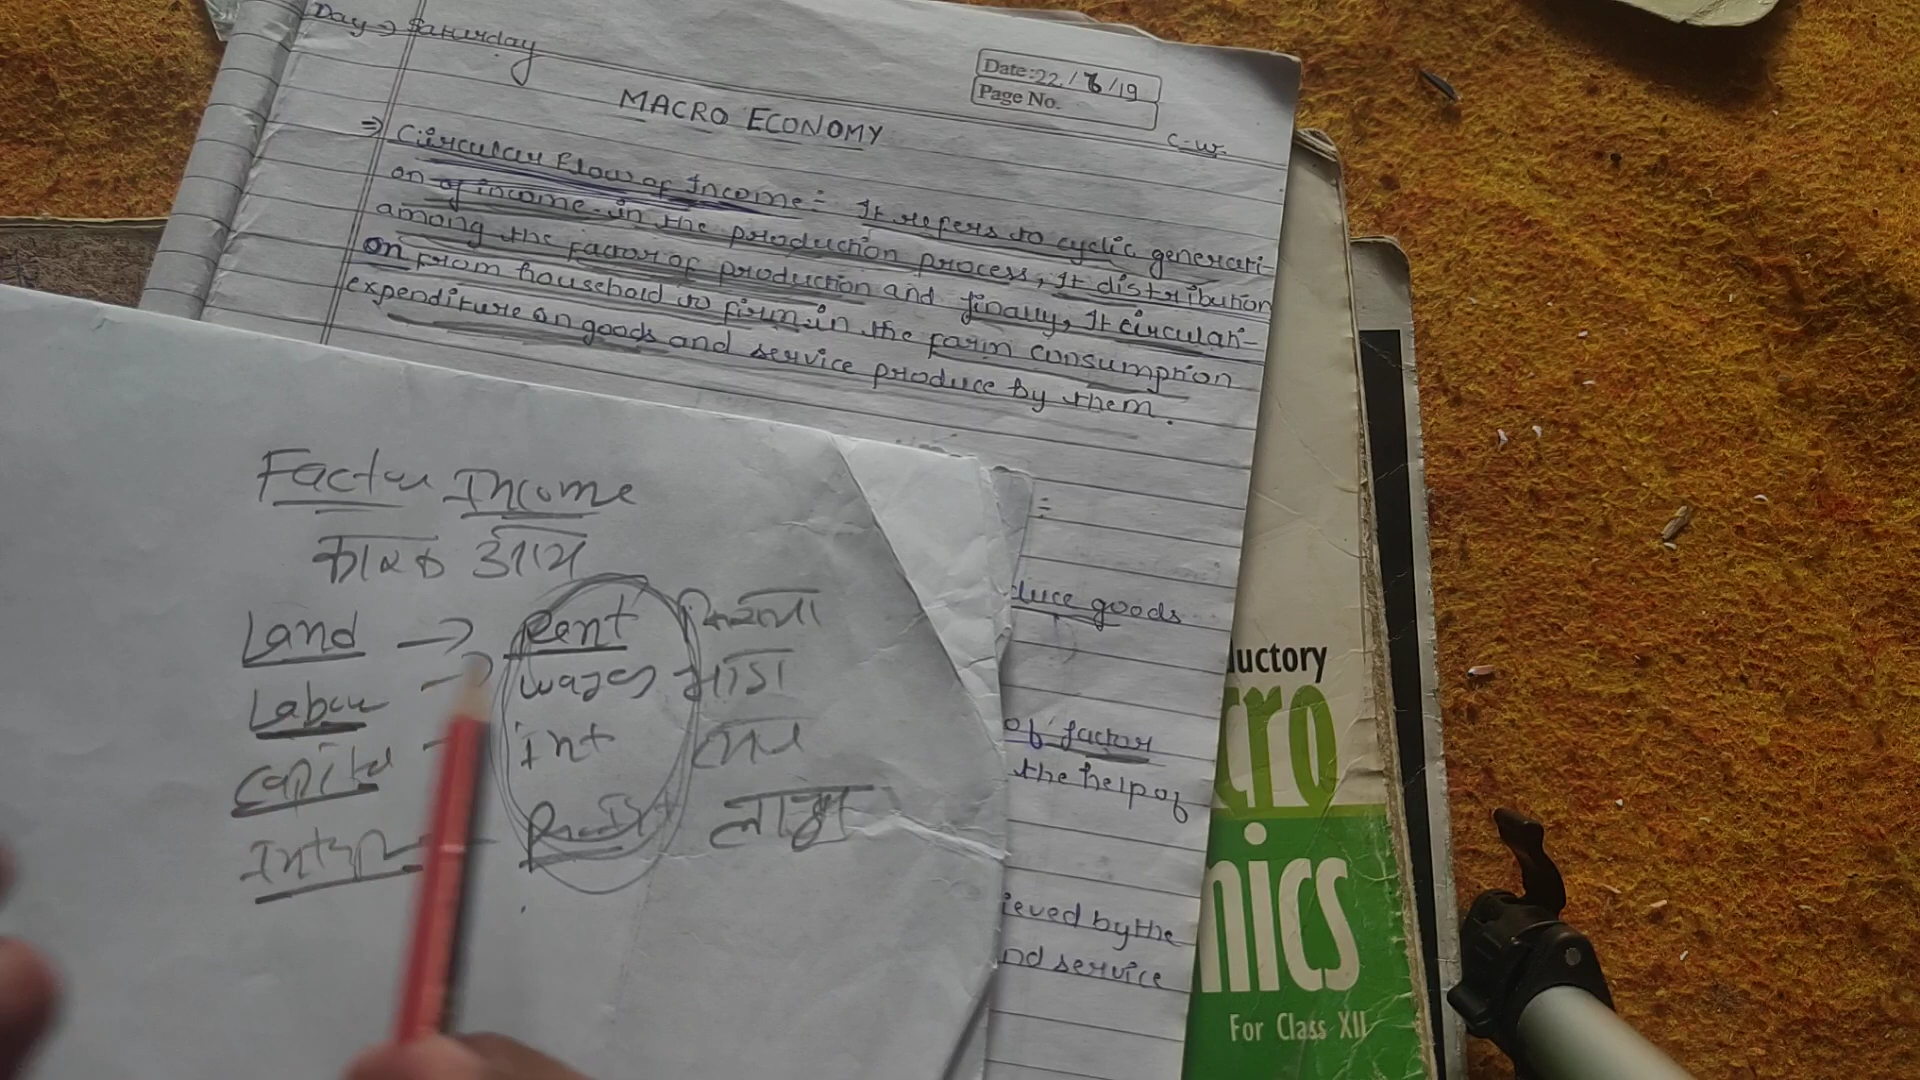 Day → Saturday
Date: 22/6/19
Page No.
MACRO ECONOMY
C-W.
⇒ Circular Flow of Income:- It refers to cyclic generati-
on of income in the production process, It distribution
among the factor of production and finally, It circulati-
on from household to firm in the farm consumption
expenditure on goods and service produce by them.
Factor Income
कारक आय
Land → Rent किराया
Labour → wages भाड़ा
Capital int
Profit लाभ
duce goods
of factor
the help of
ieved by the
nd service
ductory
cro
nics
For Class XII